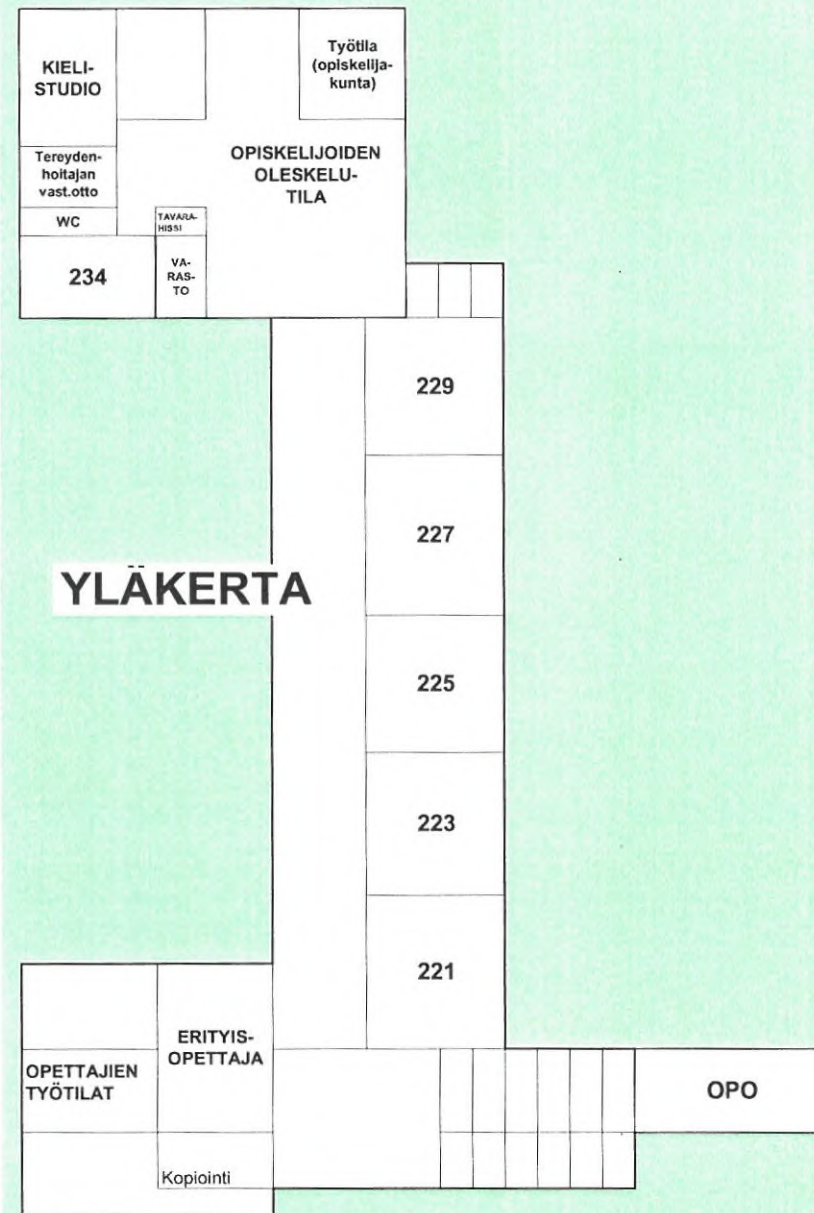 KIELI-
STUDIO
Työtila
(opiskelija-
kunta)
Tereyden-
hoitajan
vast.otto
OPISKELIJOIDEN
OLESKELU-
TILA
WC
TAVARA-
HISSI
234
VA-
RAS-
TO
229
227
YLÄKERTA
225
223
221
ERITYIS-
OPETTAJA
OPETTAJIEN
TYÖTILAT
OPO
Kopiointi